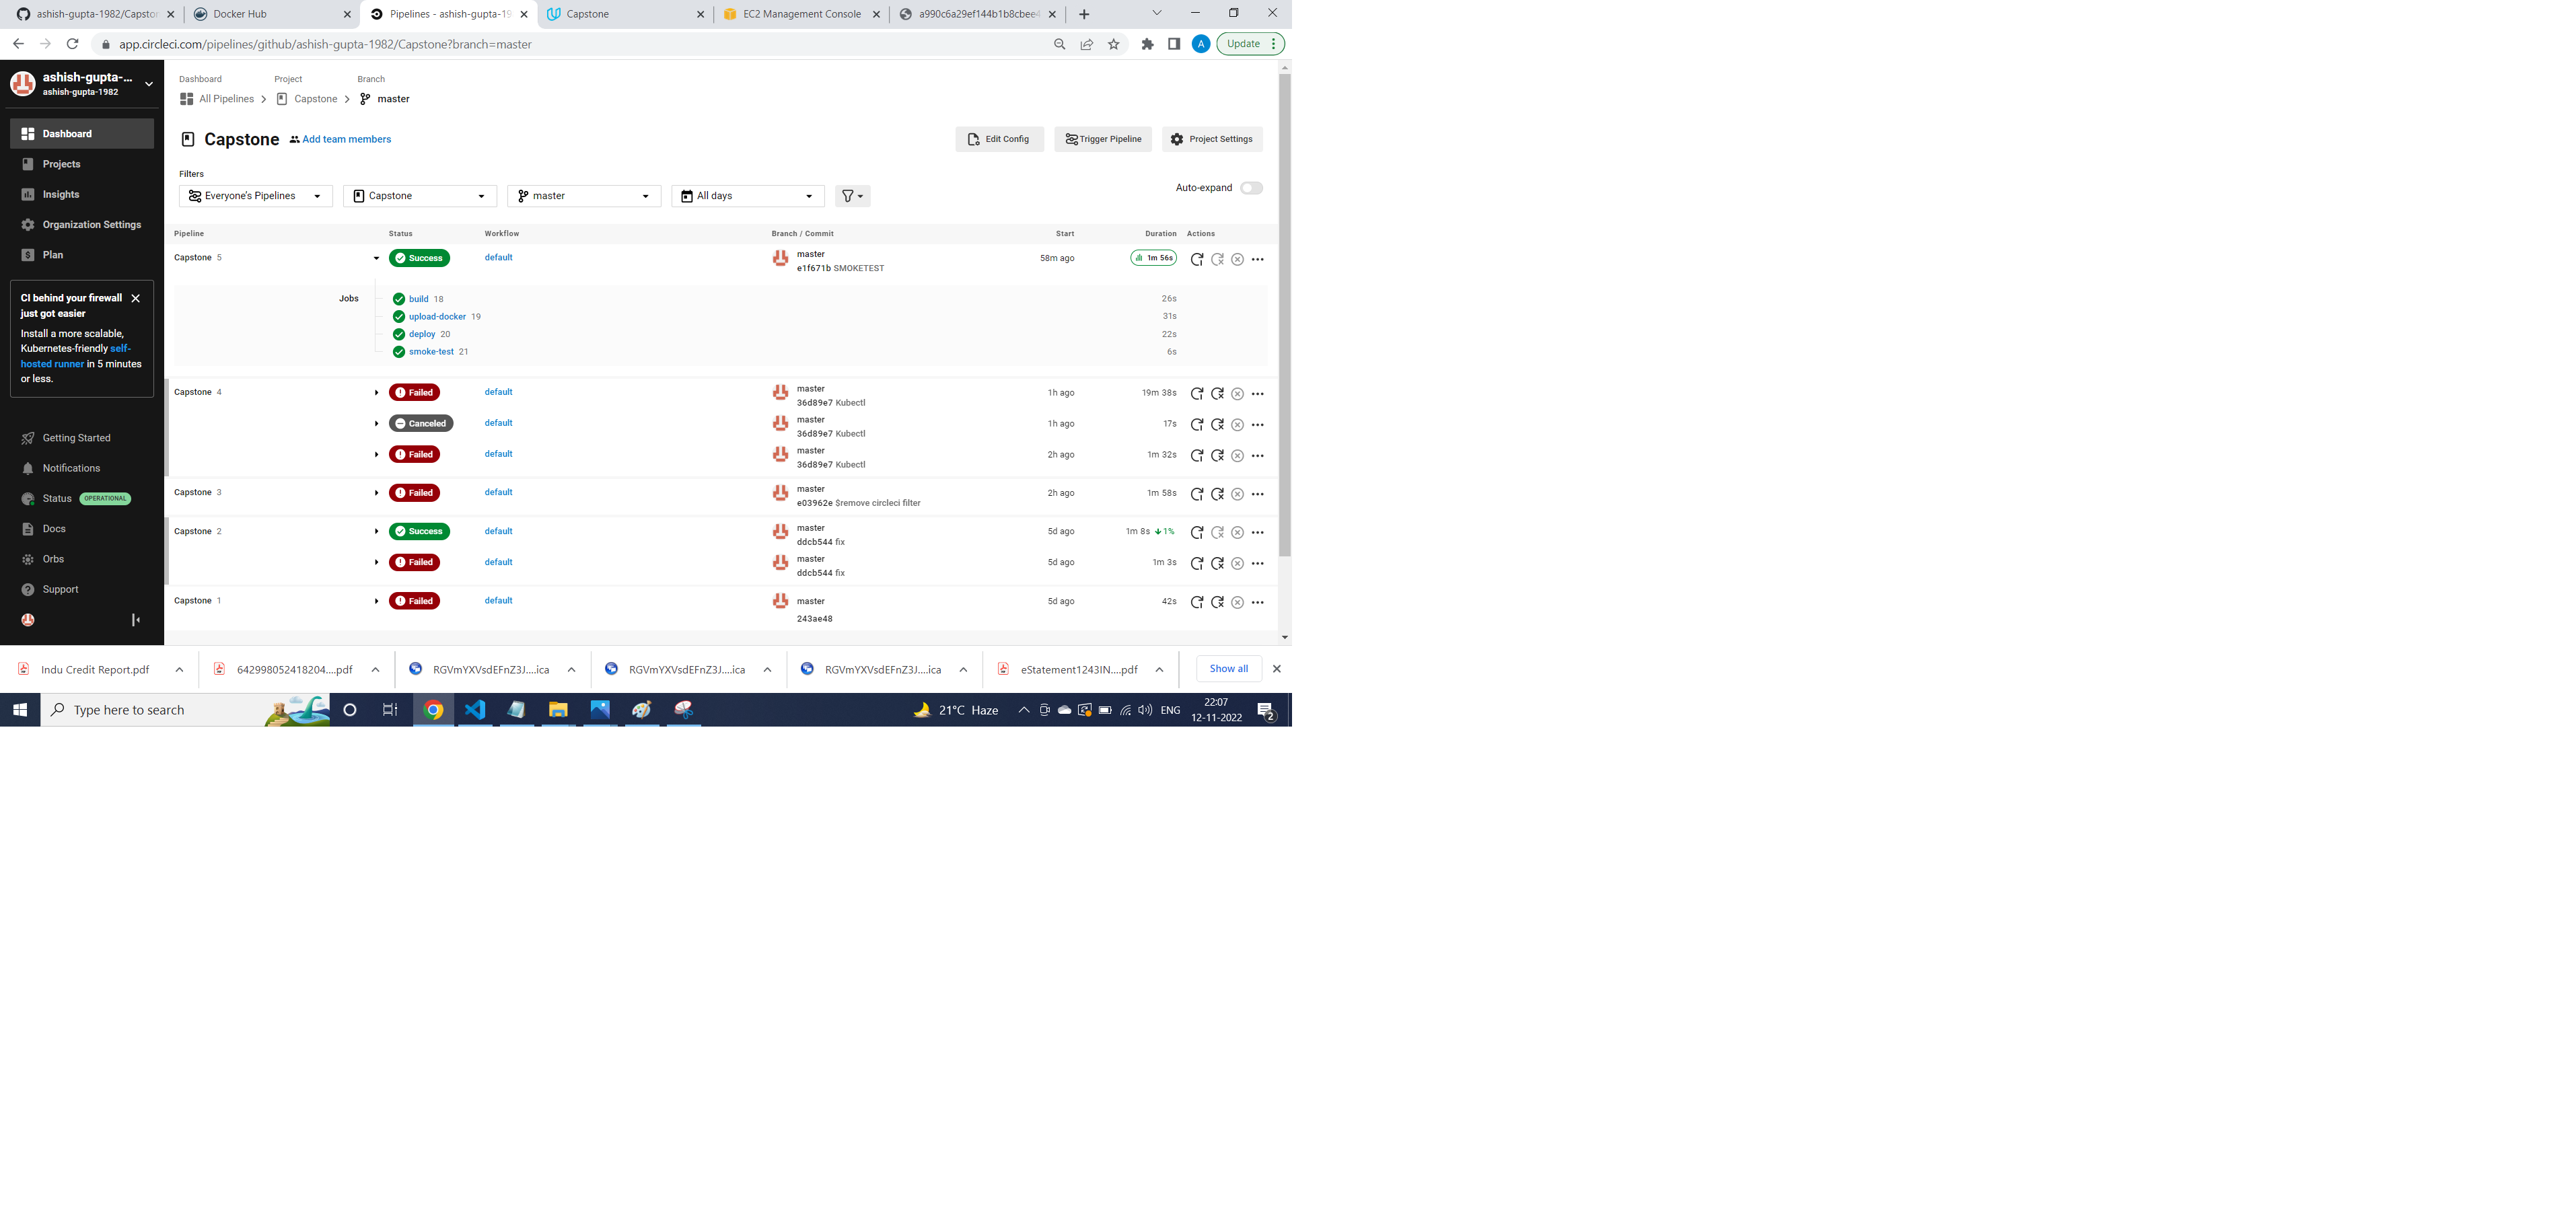 ashish-gupta-1982/Capston
Docker Hub
Pipelines - ashish-gupta-19
Capstone
EC2 Management Console
a990c6a29ef144b1b8cbee4
app.circleci.com/pipelines/github/ashish-gupta-1982/Capstone?branch=master
A
Update
ashish-gupta-...
ashish-gupta-1982
Dashboard
Projects
Insights
Organization Settings
Plan
CI behind your firewall
just got easier
Install a more scalable,
Kubernetes-friendly self-
hosted runner in 5 minutes
or less.
Getting Started
Notifications
Status OPERATIONAL
Docs
Orbs
Support
Dashboard Project Branch
All Pipelines Capstone master
Capstone Add team members
Edit Config Trigger Pipeline Project Settings
Filters
Everyone's Pipelines Capstone master All days
Auto-expand
Pipeline Status Workflow Branch / Commit Start Duration Actions
Capstone 5 Success default master 58m ago 1m 56s
e1f671b SMOKETEST
Jobs build 18 26s
upload-docker 19 31s
deploy 20 22s
smoke-test 21 6s
Capstone 4 Failed default master 1h ago 19m 38s
36d89e7 Kubectl
Canceled default master 1h ago 17s
36d89e7 Kubectl
Failed default master 2h ago 1m 32s
36d89e7 Kubectl
Capstone 3 Failed default master 2h ago 1m 58s
e03962e $remove circleci filter
Capstone 2 Success default master 5d ago 1m 8s 1%
ddcb544 fix
Failed default master 5d ago 1m 3s
ddcb544 fix
Capstone 1 Failed default master 5d ago 42s
243ae48
Indu Credit Report.pdf
642998052418204....pdf
RGVmYXVsdEFnZ3J....ica
RGVmYXVsdEFnZ3J....ica
RGVmYXVsdEFnZ3J....ica
eStatement1243IN....pdf
Show all
Type here to search
21°C Haze
ENG
22:07
12-11-2022
2